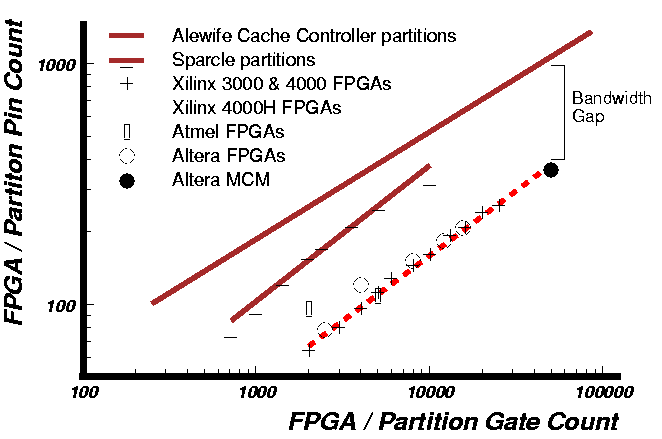 Alewife Cache Controller partitions
Sparcle partitions
Xilinx 3000 & 4000 FPGAs
Xilinx 4000H FPGAs
Atmel FPGAs
Altera FPGAs
Altera MCM
Bandwidth
Gap
FPGA / Partiton Pin Count
1000
100
100
1000
10000
100000
FPGA / Partition Gate Count